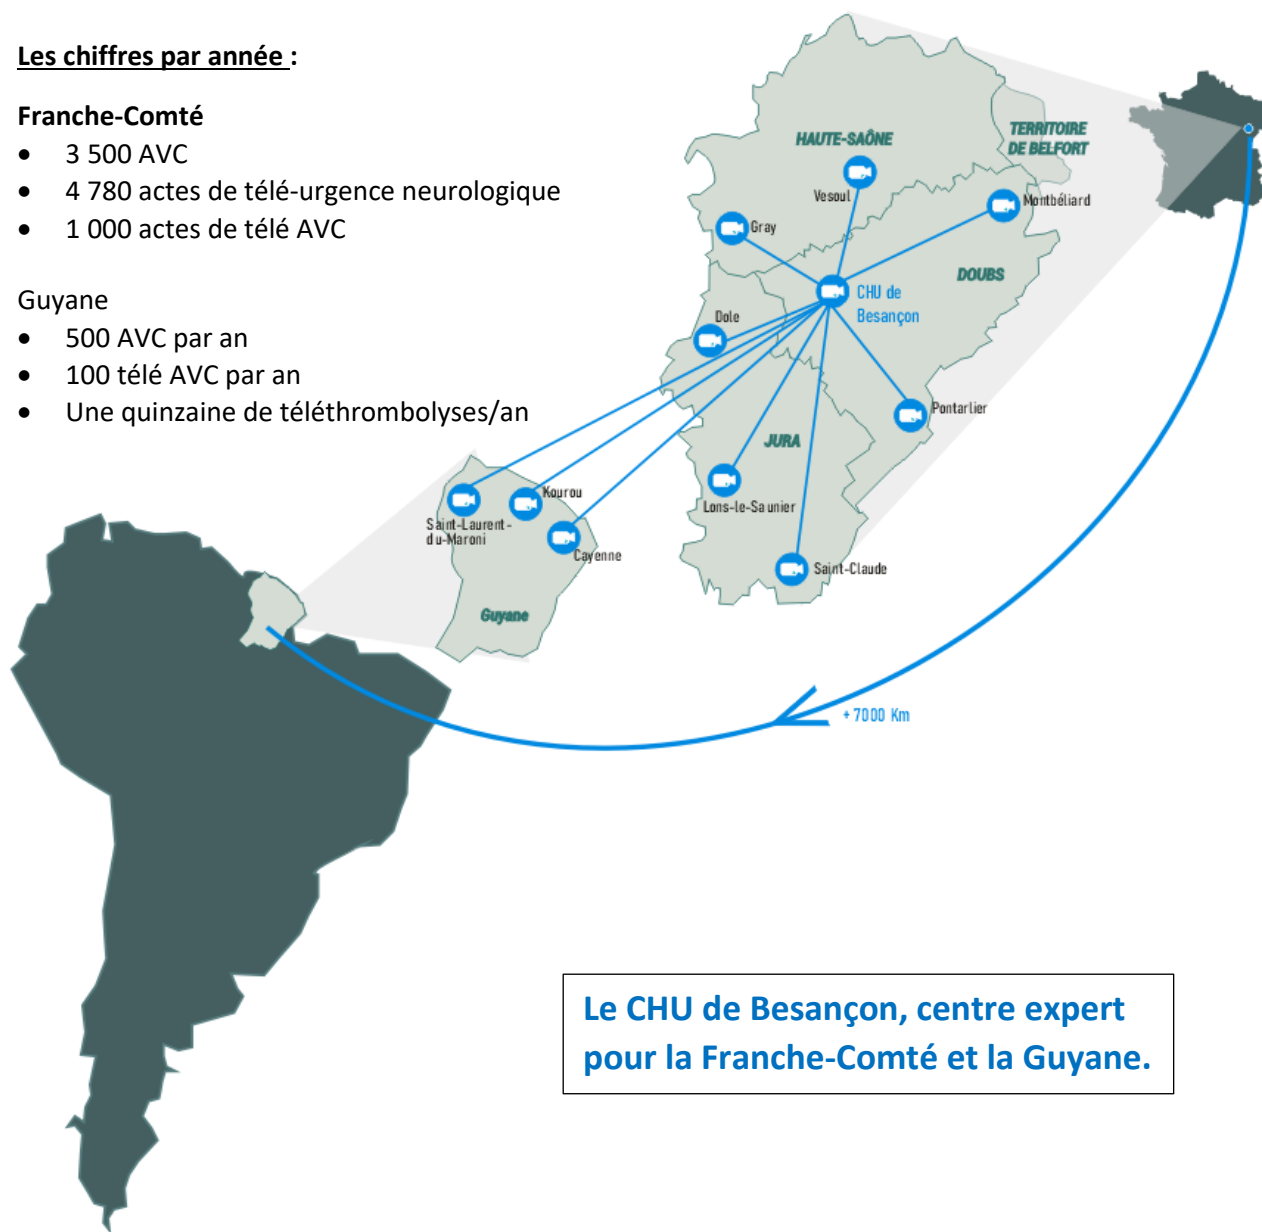 Les chiffres par année :
Franche-Comté
• 3 500 AVC
• 4 780 actes de télé-urgence neurologique
• 1 000 actes de télé AVC
Guyane
• 500 AVC par an
• 100 télé AVC par an
• Une quinzaine de téléthrombolyses/an
HAUTE-SAÔNE
TERRITOIRE
DE BELFORT
Vesoul
Montbéliard
Gray
DOUBS
CHU de
Besançon
Dole
Pontarlier
JURA
Lons-le-Saunier
Saint-Claude
Kourou
Saint-Laurent-
du-Maroni
Cayenne
Guyane
+ 7000 Km
Le CHU de Besançon, centre expert
pour la Franche-Comté et la Guyane.